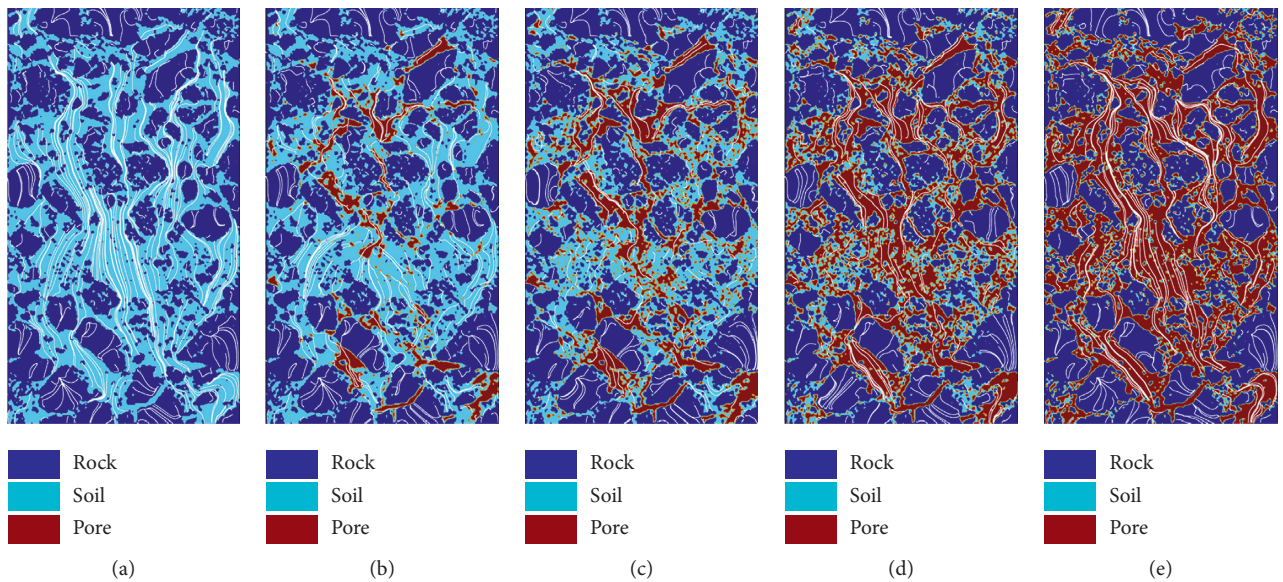 Rock Rock Rock Rock Rock
Soil Soil Soil Soil Soil
Pore Pore Pore Pore Pore
(a) (b) (c) (d) (e)